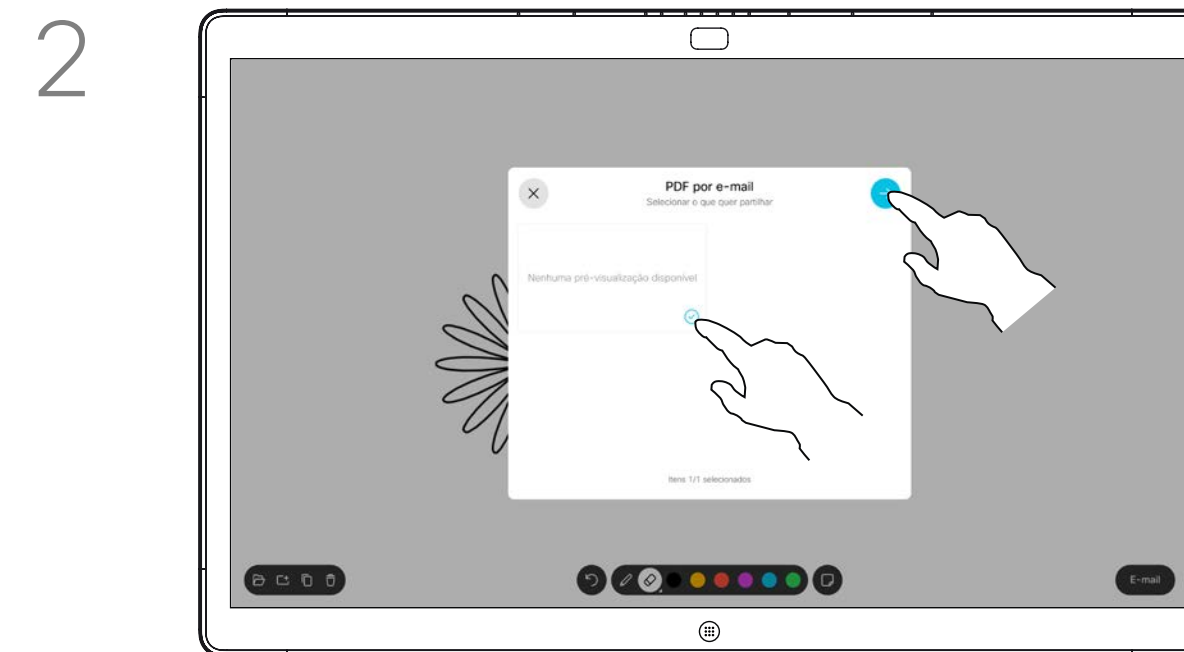 2
PDF por e-mail
Selecionar o que quer partilhar
Nenhuma pré-visualização disponível
Itens 1/1 selecionados
E-mail